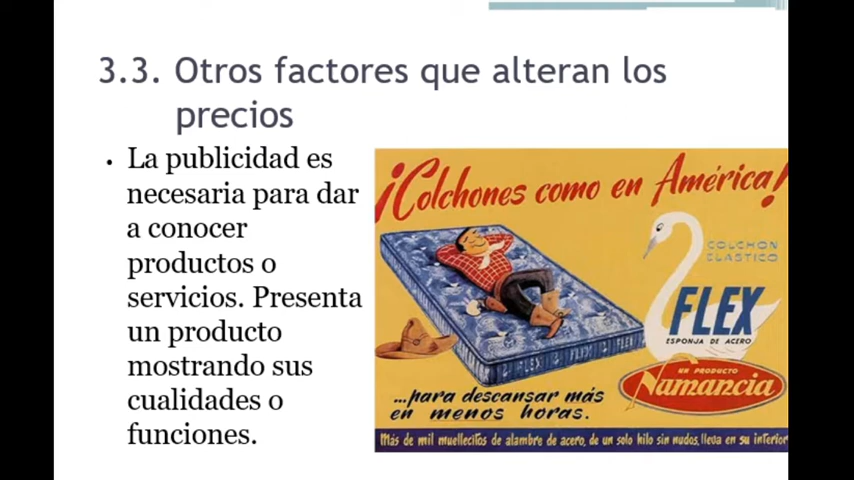 3.3. Otros factores que alteran los
precios
• La publicidad es
necesaria para dar
a conocer
productos o
servicios. Presenta
un producto
mostrando sus
cualidades o
funciones.
¡Colchones como en América!
COLCHON
ELASTICO
FLEX
ESPONJA DE ACERO
UN PRODUCTO
Numancia
...para descansar más
en menos horas.
FLEX FLEX FLEX
Más de mil muellecitos de alambre de acero, de un solo hilo sin nudos, lleva en su interior